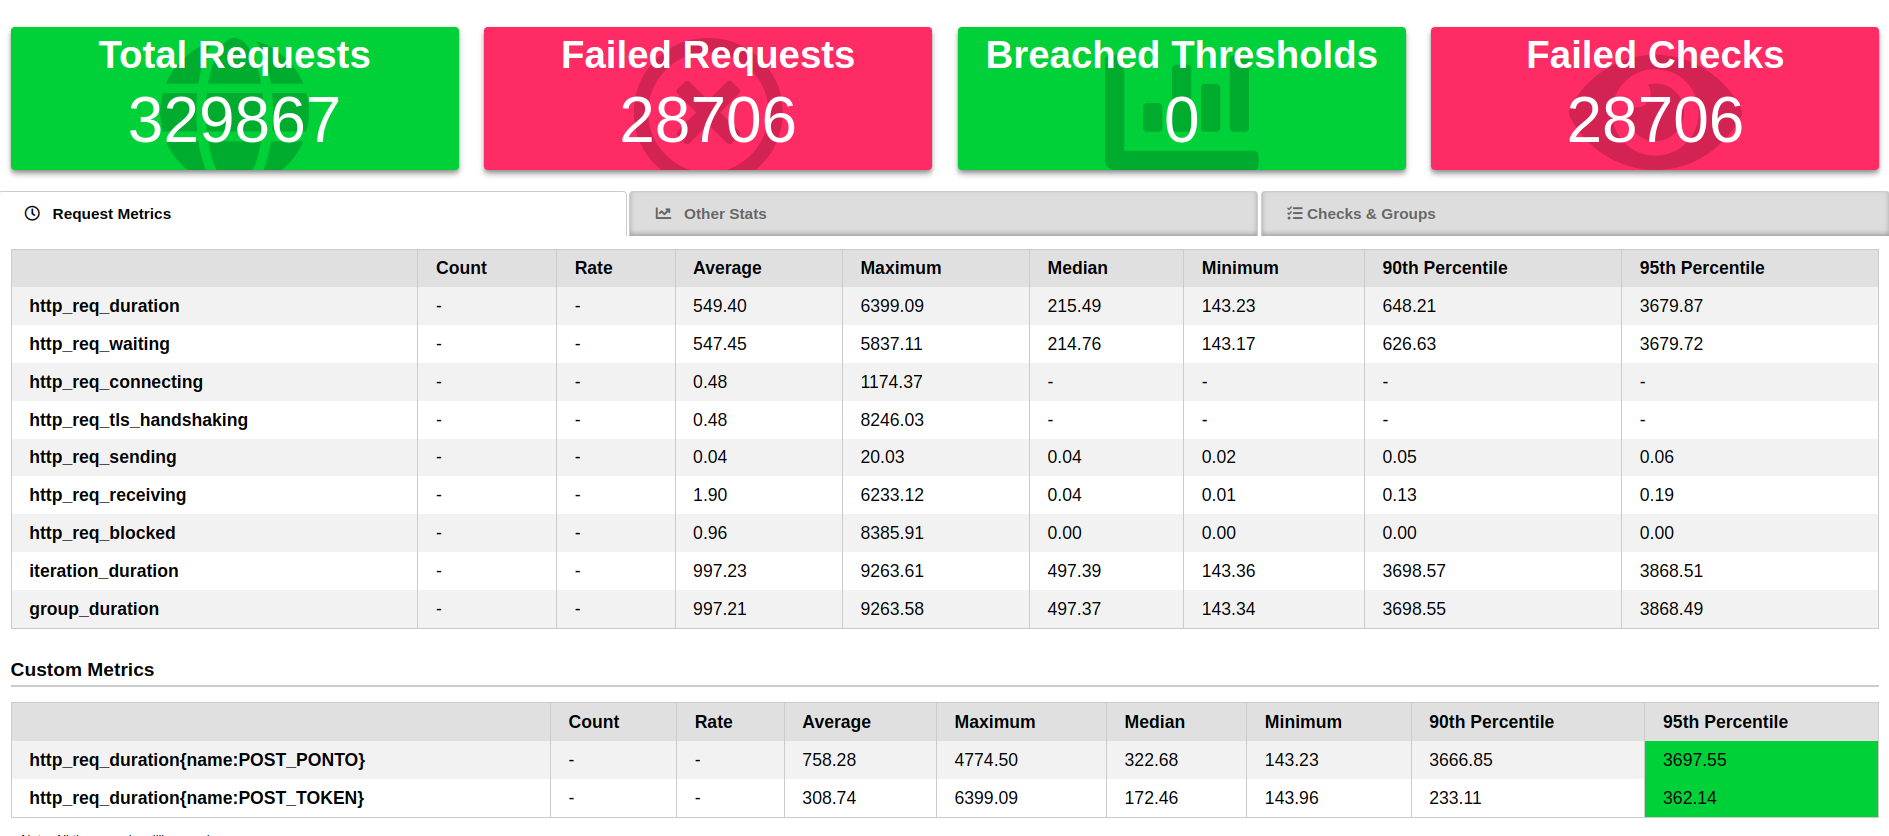 Total Requests Failed Requests Breached Thresholds Failed Checks
329867 28706 0 28706
Request Metrics Other Stats Checks & Groups
Count Rate Average Maximum Median Minimum 90th Percentile 95th Percentile
http_req_duration - - 549.40 6399.09 215.49 143.23 648.21 3679.87
http_req_waiting - - 547.45 5837.11 214.76 143.17 626.63 3679.72
http_req_connecting - - 0.48 1174.37 - - - -
http_req_tls_handshaking - - 0.48 8246.03 - - - -
http_req_sending - - 0.04 20.03 0.04 0.02 0.05 0.06
http_req_receiving - - 1.90 6233.12 0.04 0.01 0.13 0.19
http_req_blocked - - 0.96 8385.91 0.00 0.00 0.00 0.00
iteration_duration - - 997.23 9263.61 497.39 143.36 3698.57 3868.51
group_duration - - 997.21 9263.58 497.37 143.34 3698.55 3868.49
Custom Metrics
Count Rate Average Maximum Median Minimum 90th Percentile 95th Percentile
http_req_duration{name:POST_PONTO} - - 758.28 4774.50 322.68 143.23 3666.85 3697.55
http_req_duration{name:POST_TOKEN} - - 308.74 6399.09 172.46 143.96 233.11 362.14